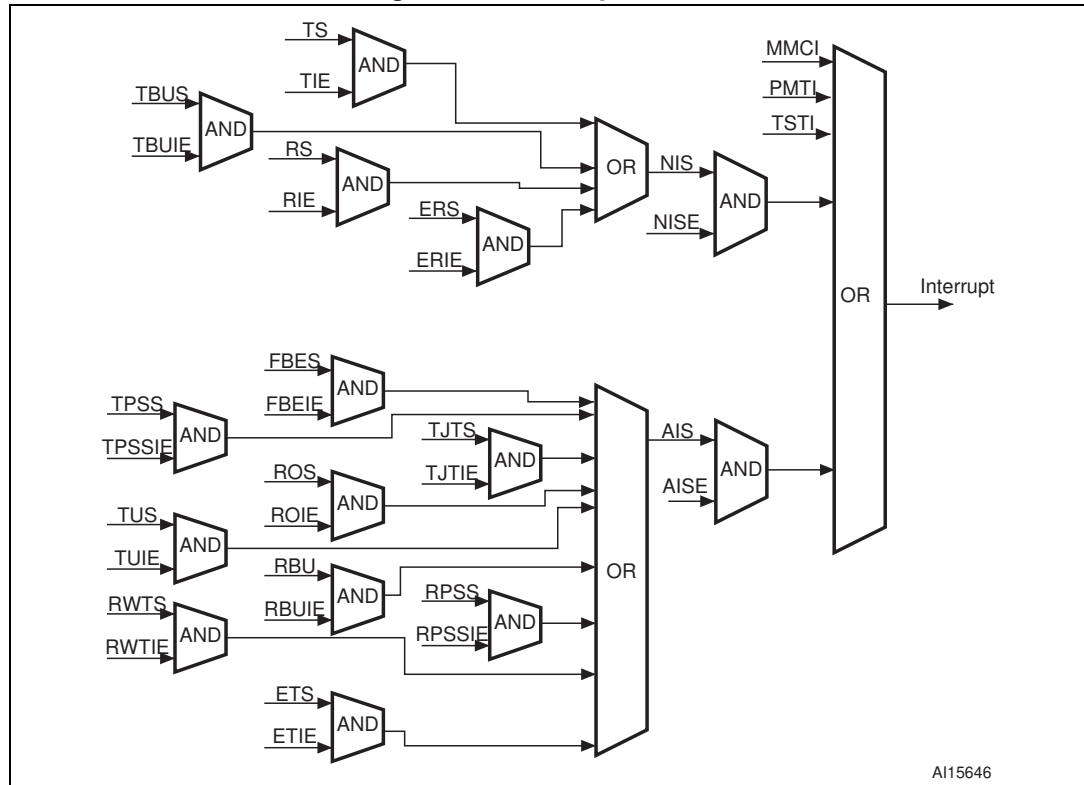 TS
AND
TIE
TBUS
AND
TBUIE
RS
AND
RIE
ERS
AND
ERIE
OR
NIS
AND
NISE
MMCI
PMTI
TSTI
OR
Interrupt
FBES
AND
FBEIE
TPSS
AND
TPSSIE
TJTS
AND
TJTIE
ROS
AND
ROIE
TUS
AND
TUIE
RBU
AND
RBUIE
RPSS
AND
RPSSIE
RWTS
AND
RWTIE
ETS
AND
ETIE
OR
AIS
AND
AISE
AI15646